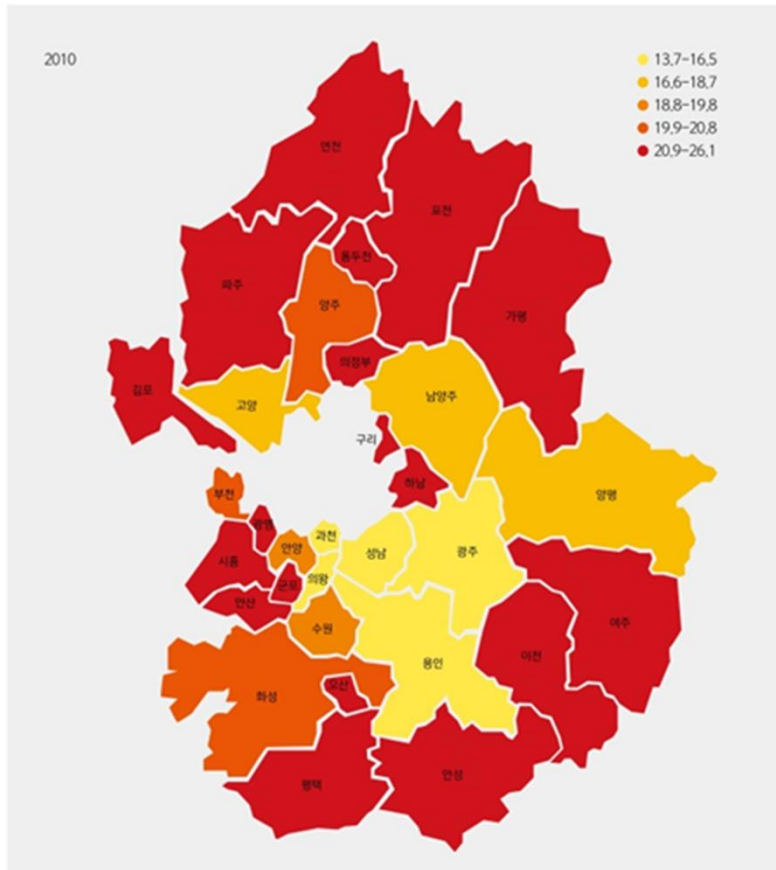 2010
13.7-16.5
16.6-18.7
18.8-19.8
19.9-20.8
20.9-26.1
연천
포천
동두천
파주
양주
가평
의정부
김포
고양
남양주
구리
하남
양평
부천
광명
과천
안양
성남
광주
시흥
의왕
군포
안산
수원
여주
이천
용인
오산
화성
평택
안성